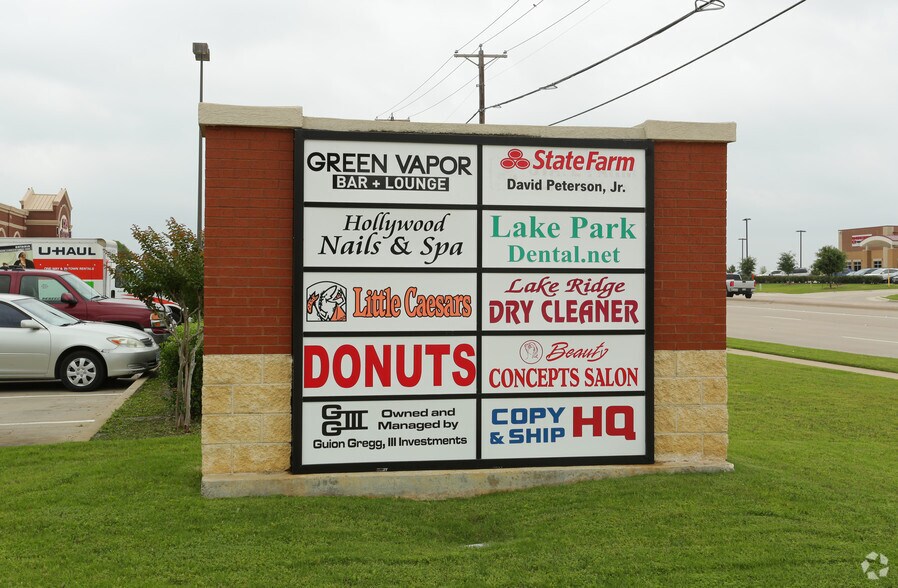 GREEN VAPOR
BAR + LOUNGE
State Farm
David Peterson, Jr.
Hollywood
Nails & Spa
Lake Park
Dental.net
Little Caesars
Lake Ridge
DRY CLEANER
DONUTS
Beauty
CONCEPTS SALON
GGIII
Owned and
Managed by
Guion Gregg, III Investments
COPY
& SHIP
HQ
U-HAUL